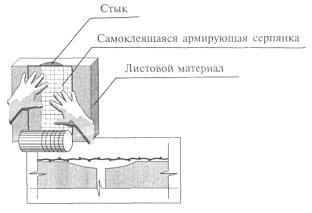 Стык
Самоклеящаяся армирующая серпянка
Листовой материал